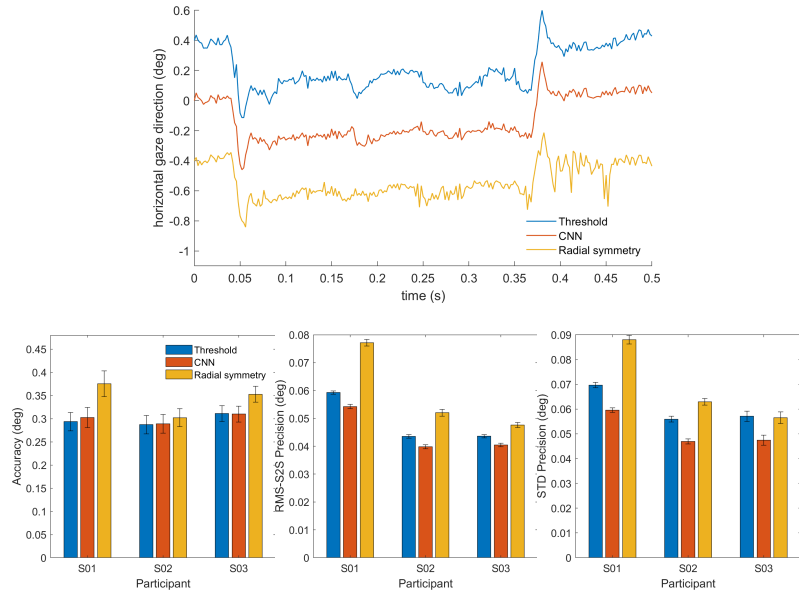 0.6
0.4
0.2
0
-0.2
-0.4
-0.6
-0.8
-1
horizontal gaze direction (deg)
Threshold
CNN
Radial symmetry
0 0.05 0.1 0.15 0.2 0.25 0.3 0.35 0.4 0.45 0.5
time (s)
0.45
0.4
0.35
0.3
0.25
0.2
0.15
0.1
0.05
0
Accuracy (deg)
Threshold
CNN
Radial symmetry
S01 S02 S03
Participant
0.08
0.07
0.06
0.05
0.04
0.03
0.02
0.01
0
RMS-S2S Precision (deg)
S01 S02 S03
Participant
0.09
0.08
0.07
0.06
0.05
0.04
0.03
0.02
0.01
0
STD Precision (deg)
S01 S02 S03
Participant